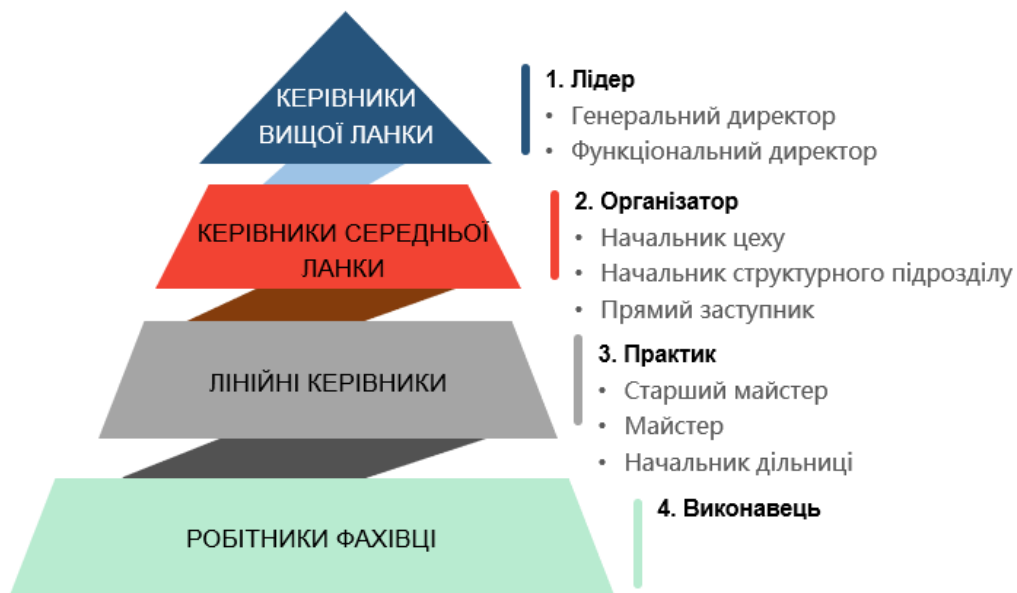 КЕРІВНИКИ
ВИЩОЇ ЛАНКИ
1. Лідер
• Генеральний директор
• Функціональний директор
КЕРІВНИКИ СЕРЕДНЬОЇ
ЛАНКИ
2. Організатор
• Начальник цеху
• Начальник структурного підрозділу
• Прямий заступник
ЛІНІЙНІ КЕРІВНИКИ
3. Практик
• Старший майстер
• Майстер
• Начальник дільниці
РОБІТНИКИ ФАХІВЦІ
4. Виконавець